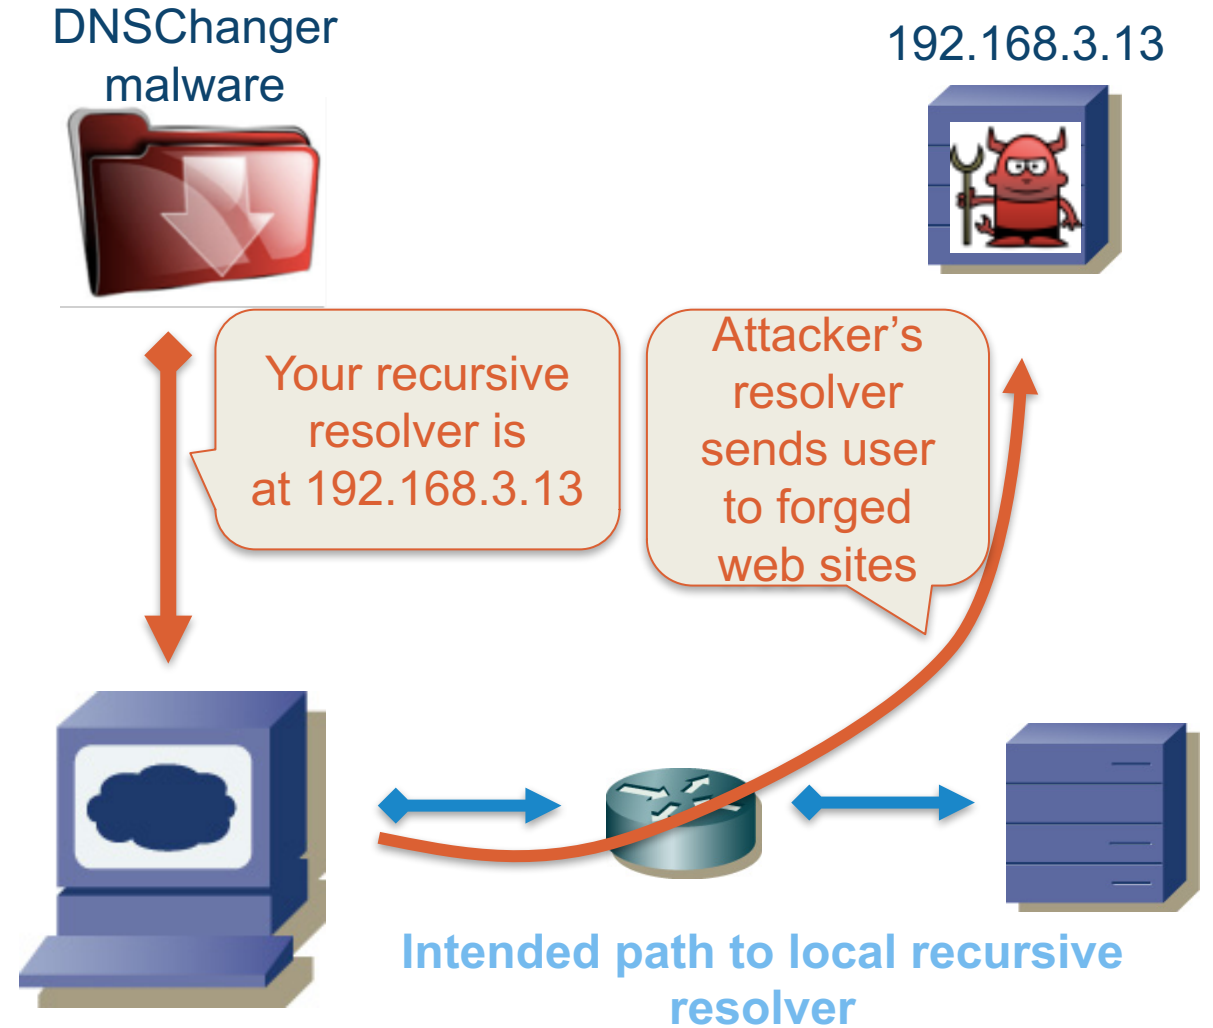 DNSChanger
malware
192.168.3.13
Your recursive
resolver is
at 192.168.3.13
Attacker’s
resolver
sends user
to forged
web sites
Intended path to local recursive
resolver